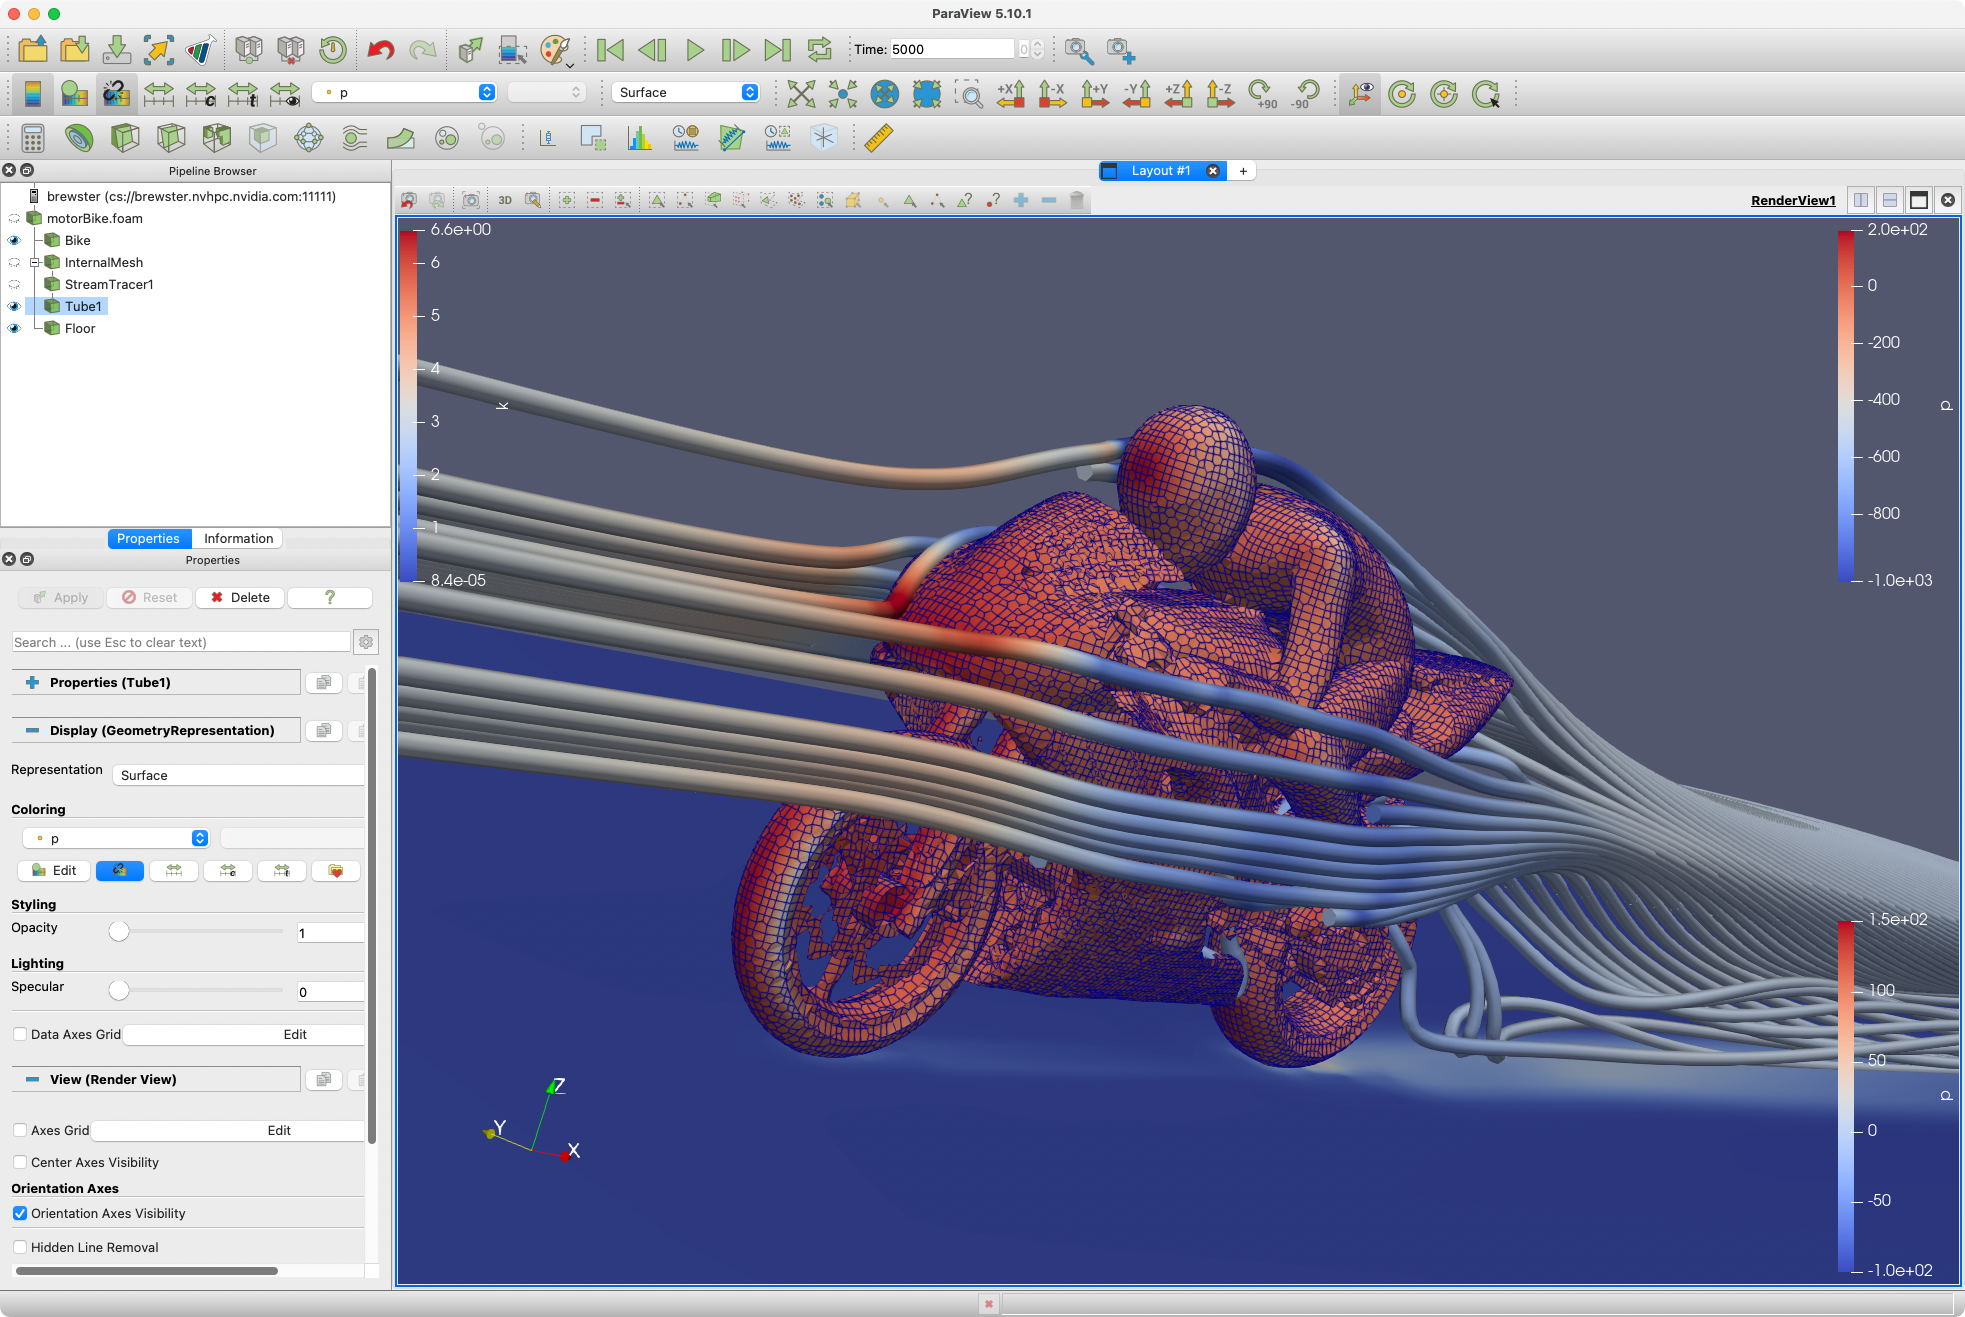 ParaView 5.10.1
Time: 5000
0
p
Surface
+X
-X
+Y
-Y
+Z
-Z
+90
-90
Pipeline Browser
Layout #1
+
brewster (cs://brewster.nvhpc.nvidia.com:11111)
motorBike.foam
Bike
InternalMesh
StreamTracer1
Tube1
Floor
3D
RenderView1
6.6e+00
6
5
4
3
2
1
8.4e-05
k
2.0e+02
0
-200
-400
-600
-800
-1.0e+03
p
Properties
Information
Properties
Apply
Reset
Delete
?
Search ... (use Esc to clear text)
Properties (Tube1)
Display (GeometryRepresentation)
Representation
Surface
Coloring
p
Edit
Styling
Opacity
1
Lighting
Specular
0
Data Axes Grid
Edit
View (Render View)
Axes Grid
Edit
Center Axes Visibility
Orientation Axes
Orientation Axes Visibility
Hidden Line Removal
Z
Y
X
1.5e+02
100
50
0
-50
-1.0e+02
p